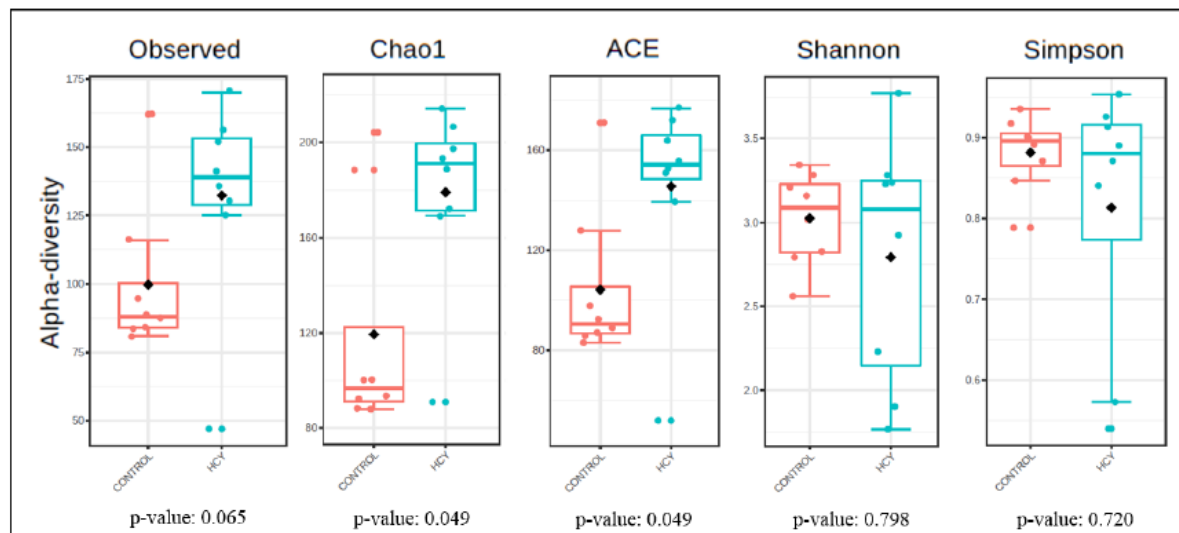 Observed
Chao1
ACE
Shannon
Simpson
Alpha-diversity
175
150
125
100
75
50
200
160
120
80
160
120
80
3.5
3.0
2.5
2.0
0.9
0.8
0.7
0.6
CONTROL
HCY
CONTROL
HCY
CONTROL
HCY
CONTROL
HCY
CONTROL
HCY
p-value: 0.065
p-value: 0.049
p-value: 0.049
p-value: 0.798
p-value: 0.720